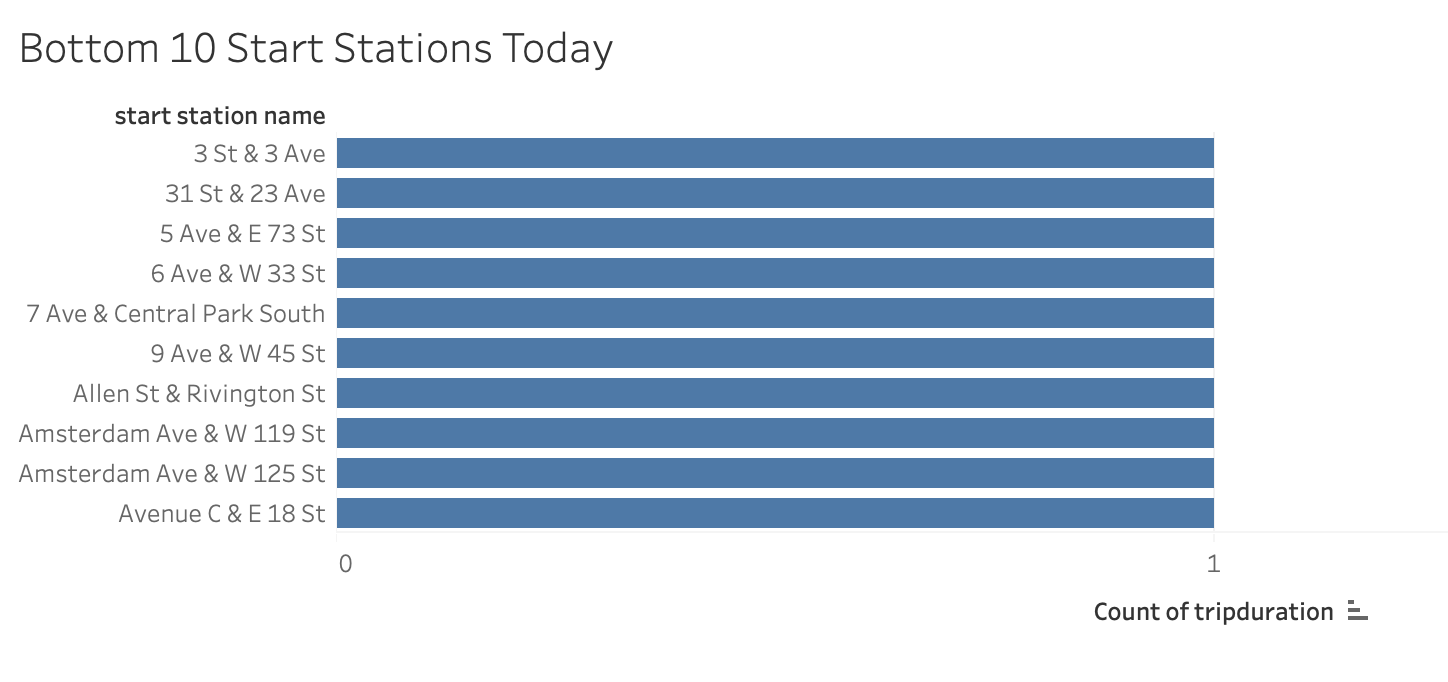 Bottom 10 Start Stations Today
start station name
3 St & 3 Ave
31 St & 23 Ave
5 Ave & E 73 St
6 Ave & W 33 St
7 Ave & Central Park South
9 Ave & W 45 St
Allen St & Rivington St
Amsterdam Ave & W 119 St
Amsterdam Ave & W 125 St
Avenue C & E 18 St
0 1
Count of tripduration